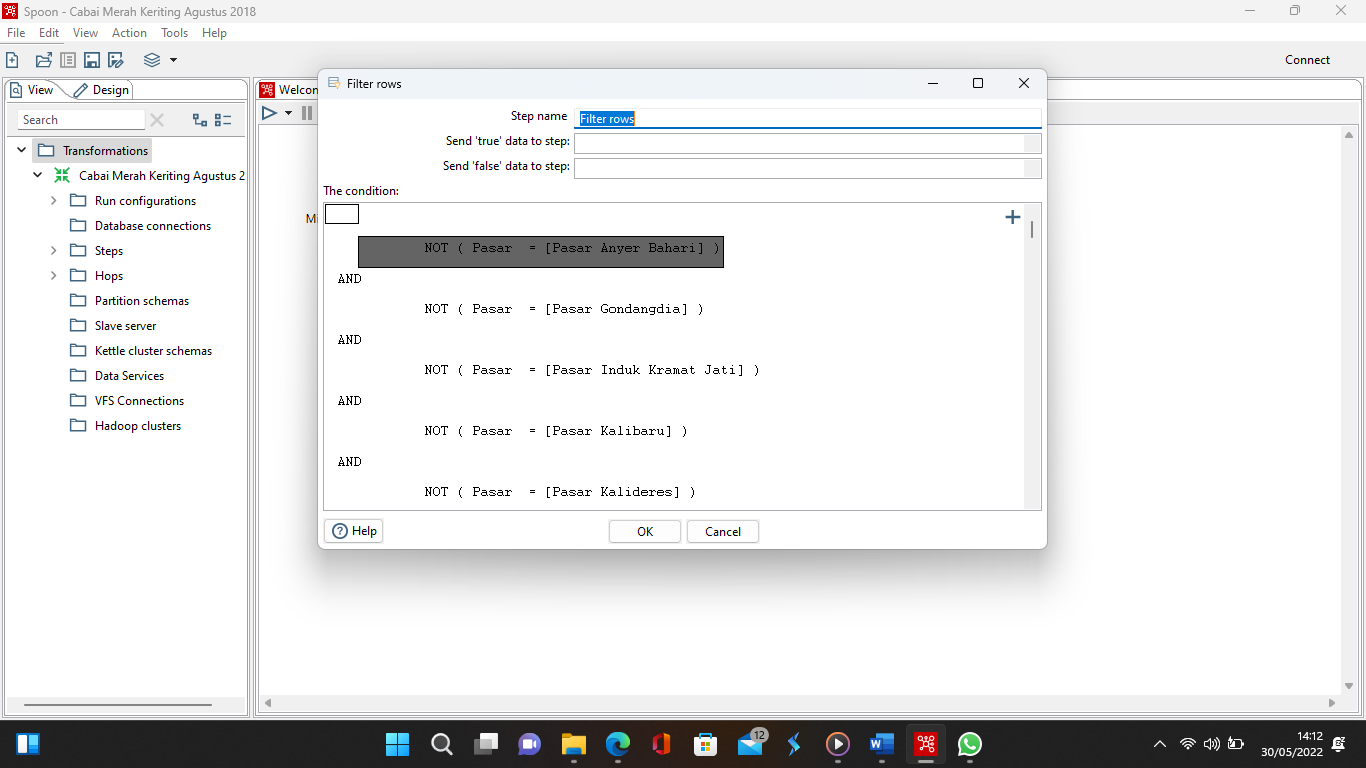 Spoon - Cabai Merah Keriting Agustus 2018
File Edit View Action Tools Help
Connect
View Design
Welcon
Search
Transformations
Cabai Merah Keriting Agustus 2
Run configurations
Database connections
Steps
Hops
Partition schemas
Slave server
Kettle cluster schemas
Data Services
VFS Connections
Hadoop clusters
Mi
Filter rows
Step name Filter rows
Send 'true' data to step:
Send 'false' data to step:
The condition:
NOT ( Pasar = [Pasar Anyer Bahari] )
AND
NOT ( Pasar = [Pasar Gondangdia] )
AND
NOT ( Pasar = [Pasar Induk Kramat Jati] )
AND
NOT ( Pasar = [Pasar Kalibaru] )
AND
NOT ( Pasar = [Pasar Kalideres] )
Help OK Cancel
12
14:12
30/05/2022